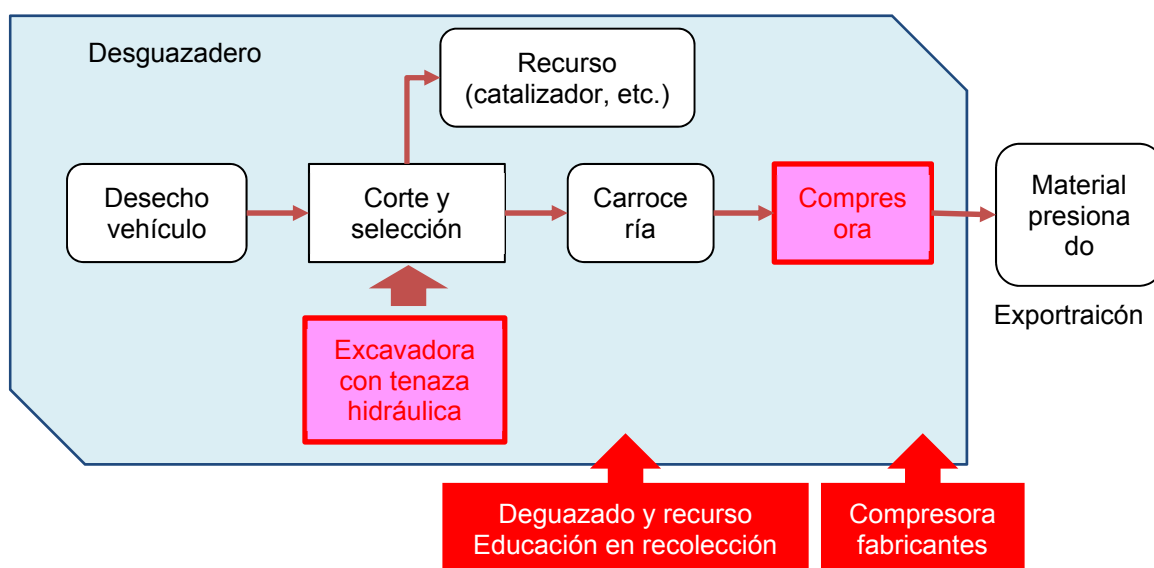 Desguazadero
Recurso
(catalizador, etc.)
Desecho
vehículo
Corte y
selección
Carroce
ría
Compres
ora
Material
presiona
do
Exportraicón
Excavadora
con tenaza
hidráulica
Deguazado y recurso
Educación en recolección
Compresora
fabricantes